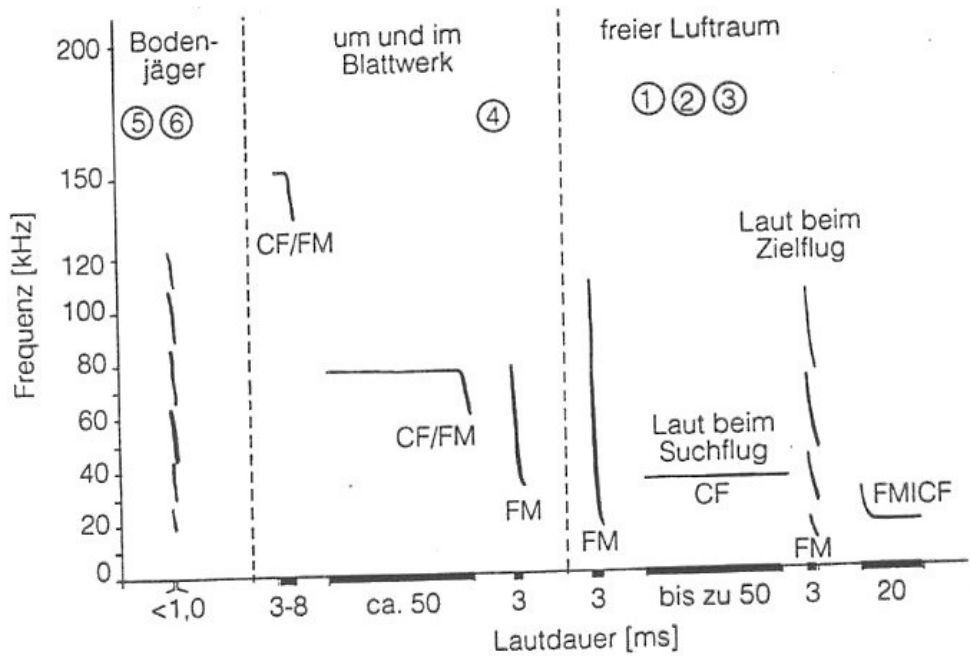 200
Boden-
jäger
um und im
Blattwerk
freier Luftraum
⑤ ⑥
④
① ② ③
150
CF/FM
Laut beim
Zielflug
120
100
80
60
40
20
0
Frequenz [kHz]
CF/FM
FM
FM
Laut beim
Suchflug
CF
FM
FMICF
<1,0
3-8
ca. 50
3
3
bis zu 50
3
20
Lautdauer [ms]